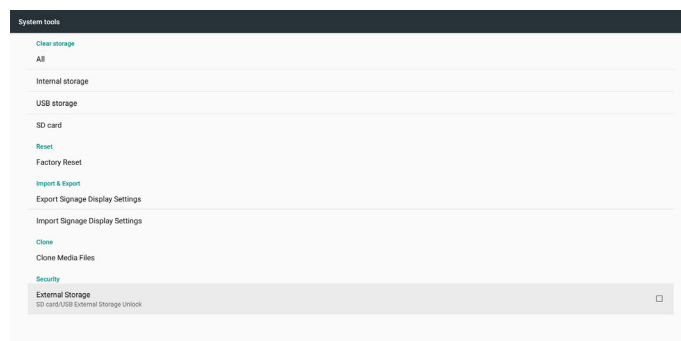 System tools
Clear storage
All
Internal storage
USB storage
SD card
Reset
Factory Reset
Import & Export
Export Signage Display Settings
Import Signage Display Settings
Clone
Clone Media Files
Security
External Storage
SD card/USB External Storage Unlock